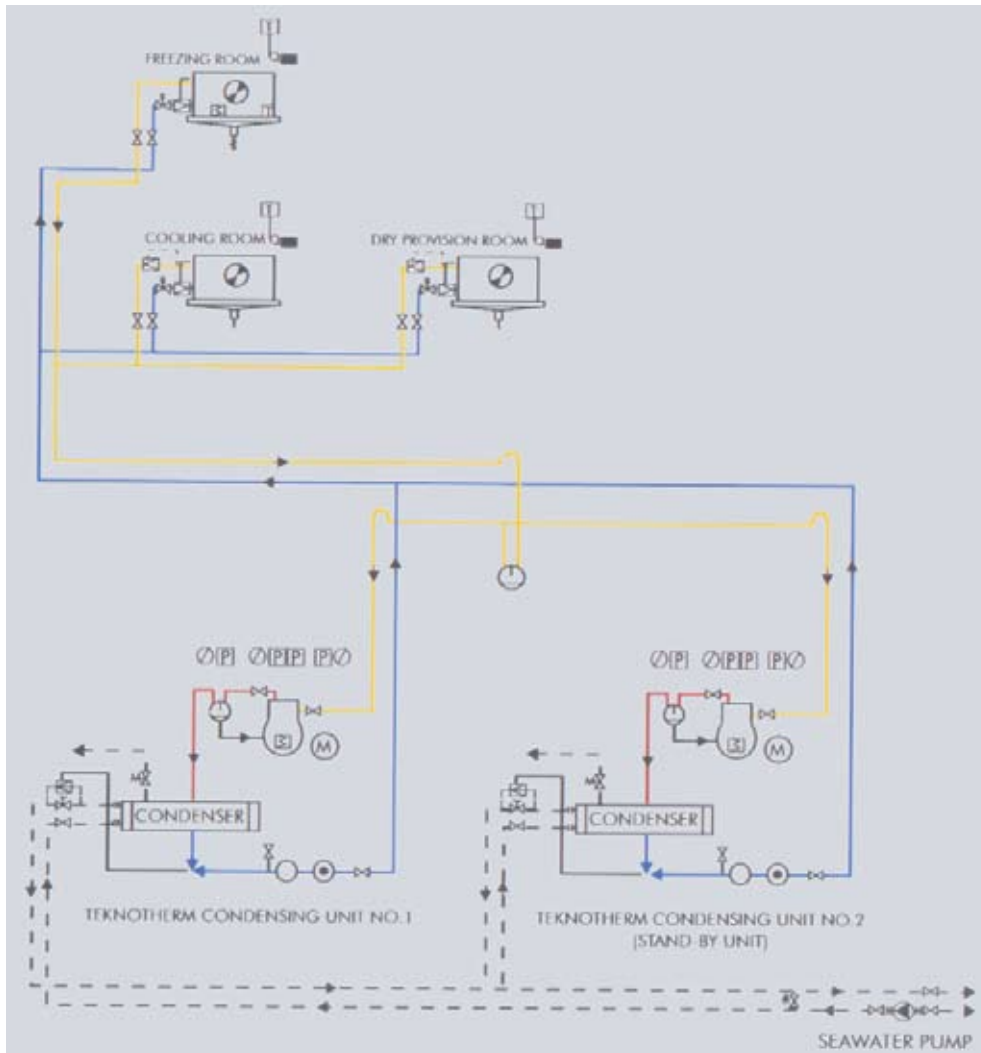 FREEZING ROOM
COOLING ROOM
DRY PROVISION ROOM
P P P P
M
P P P P
M
CONDENSER
CONDENSER
TEKNOTHERM CONDENSING UNIT NO.1
TEKNOTHERM CONDENSING UNIT NO.2
(STAND-BY UNIT)
SEAWATER PUMP